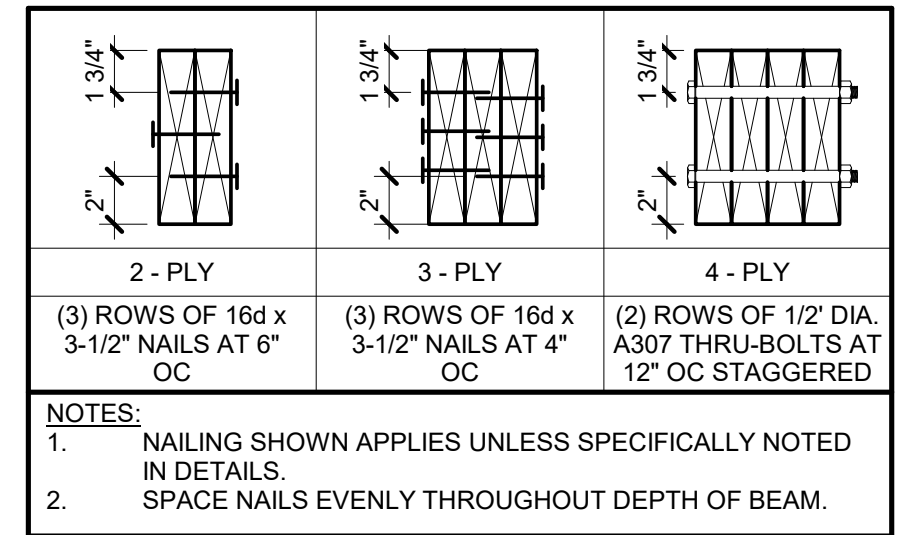 1 3/4"
2"
1 3/4"
2"
1 3/4"
2"
2 - PLY
3 - PLY
4 - PLY
(3) ROWS OF 16d x
3-1/2" NAILS AT 6"
OC
(3) ROWS OF 16d x
3-1/2" NAILS AT 4"
OC
(2) ROWS OF 1/2' DIA.
A307 THRU-BOLTS AT
12" OC STAGGERED
NOTES:
1. NAILING SHOWN APPLIES UNLESS SPECIFICALLY NOTED
IN DETAILS.
2. SPACE NAILS EVENLY THROUGHOUT DEPTH OF BEAM.